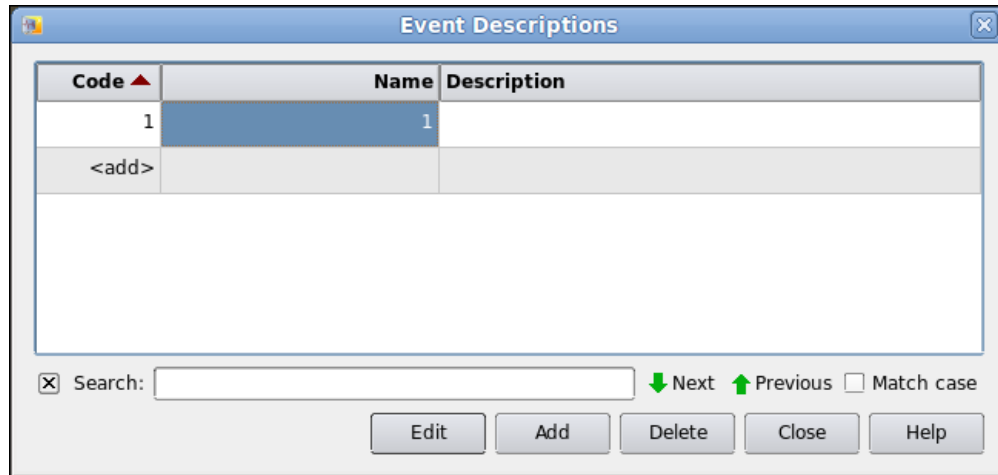 Event Descriptions
Code Name Description
1 1
<add>
Search: Next Previous Match case
Edit Add Delete Close Help